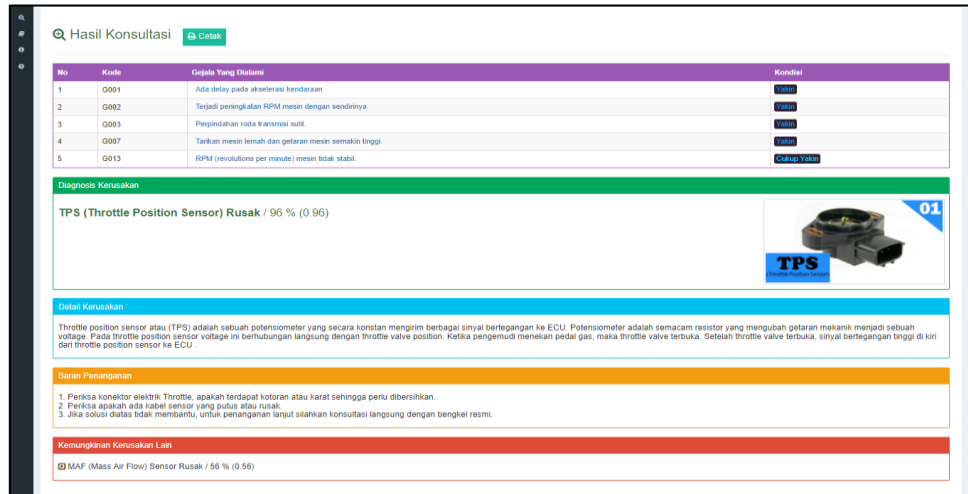 Hasil Konsultasi Cetak
No Kode Gejala Yang Dialami Kondisi
1 G001 Ada delay pada akselerasi kendaraan Yakin
2 G002 Terjadi peningkatan RPM mesin dengan sendirinya. Yakin
3 G003 Perpindahan roda transmisi sulit. Yakin
4 G007 Tarikan mesin lemah dan getaran mesin semakin tinggi. Yakin
5 G013 RPM (revolutions per minute) mesin tidak stabil. Cukup Yakin
Diagnosis Kerusakan
TPS (Throttle Position Sensor) Rusak / 96 % (0.96)
01
TPS
(Throttle Position Sensor)
Detail Kerusakan
Throttle position sensor atau (TPS) adalah sebuah potensiometer yang secara konstan mengirim berbagai sinyal bertegangan ke ECU. Potensiometer adalah semacam resistor yang mengubah getaran mekanik menjadi sebuah
voltage. Pada throttle position sensor voltage ini berhubungan langsung dengan throttle valve position. Ketika pengemudi menekan pedal gas, maka throttle valve terbuka. Setelah throttle valve terbuka, sinyal bertegangan tinggi di kiri
dari throttle position sensor ke ECU .
Saran Penanganan
1. Periksa konektor elektrik Throttle, apakah terdapat kotoran atau karat sehingga perlu dibersihkan.
2. Periksa apakah ada kabel sensor yang putus atau rusak.
3. Jika solusi diatas tidak membantu, untuk penanganan lanjut silahkan konsultasi langsung dengan bengkel resmi.
Kemungkinan Kerusakan Lain
MAF (Mass Air Flow) Sensor Rusak / 56 % (0.56)